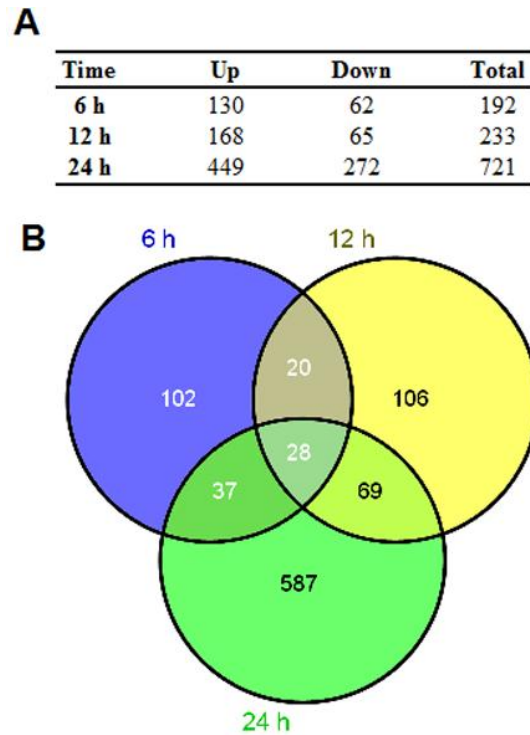 A
Time Up Down Total
6 h 130 62 192
12 h 168 65 233
24 h 449 272 721
B
6 h 12 h
20
102 106
28
37 69
587
24 h